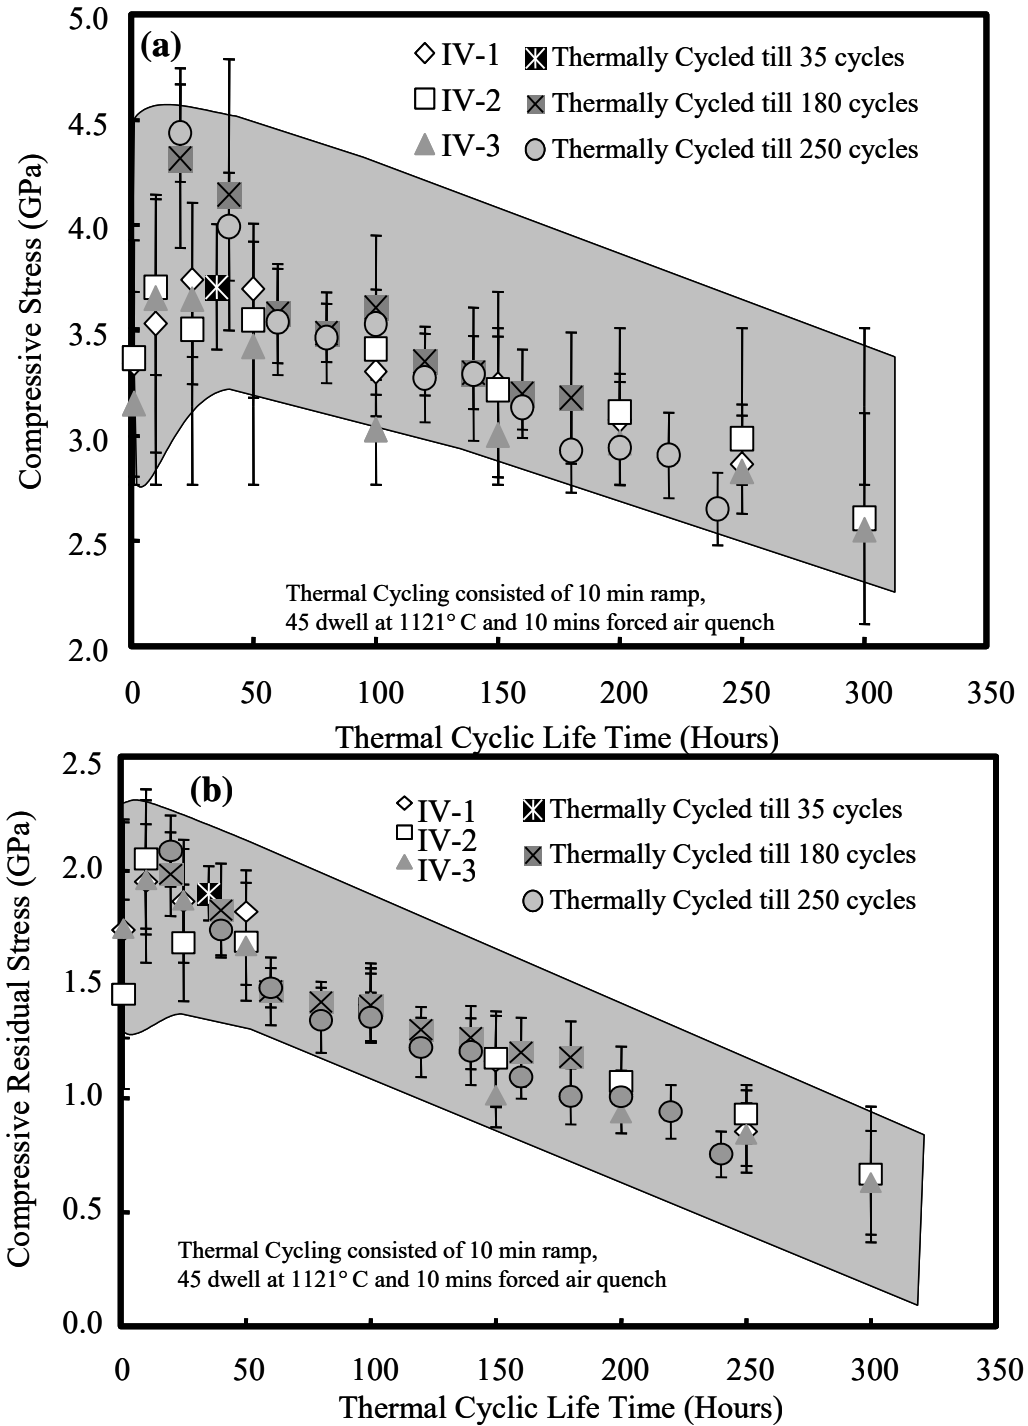 5.0
(a)
IV-1
Thermally Cycled till 35 cycles
IV-2
Thermally Cycled till 180 cycles
IV-3
Thermally Cycled till 250 cycles
4.5
4.0
3.5
3.0
2.5
2.0
Compressive Stress (GPa)
Thermal Cycling consisted of 10 min ramp,
45 dwell at 1121° C and 10 mins forced air quench
0 50 100 150 200 250 300 350
Thermal Cyclic Life Time (Hours)
2.5
(b)
IV-1
Thermally Cycled till 35 cycles
IV-2
Thermally Cycled till 180 cycles
IV-3
Thermally Cycled till 250 cycles
2.0
1.5
1.0
0.5
0.0
Compressive Residual Stress (GPa)
Thermal Cycling consisted of 10 min ramp,
45 dwell at 1121° C and 10 mins forced air quench
0 50 100 150 200 250 300 350
Thermal Cyclic Life Time (Hours)